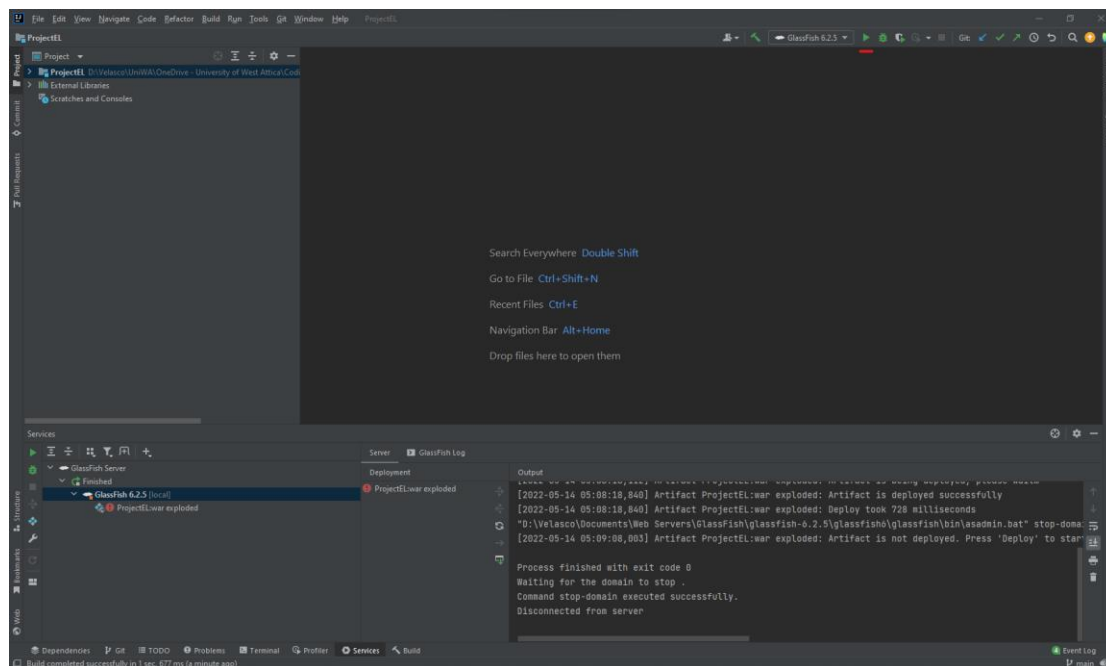 File Edit View Navigate Code Refactor Build Run Tools Git Window Help ProjectEL
ProjectEL
GlassFish 6.2.5
Git:
Project
ProjectEL D:\Velasco\UniWA\OneDrive - University of West Attica\Codi
External Libraries
Scratches and Consoles
Project
Commit
Pull Requests
Search Everywhere Double Shift
Go to File Ctrl+Shift+N
Recent Files Ctrl+E
Navigation Bar Alt+Home
Drop files here to open them
Services
Server GlassFish Log
GlassFish Server
Finished
GlassFish 6.2.5 [local]
ProjectEL:war exploded
Deployment
ProjectEL:war exploded
Output
[2022-05-14 05:08:18,840] Artifact ProjectEL:war exploded: Artifact is deployed successfully
[2022-05-14 05:08:18,840] Artifact ProjectEL:war exploded: Deploy took 728 milliseconds
"D:\Velasco\Documents\Web Servers\GlassFish\glassfish-6.2.5\glassfish6\glassfish\bin\asadmin.bat" stop-doma
[2022-05-14 05:09:08,003] Artifact ProjectEL:war exploded: Artifact is not deployed. Press 'Deploy' to star
Process finished with exit code 0
Waiting for the domain to stop .
Command stop-domain executed successfully.
Disconnected from server
Structure
Bookmarks
Web
Dependencies Git TODO Problems Terminal Profiler Services Build
Event Log
Build completed successfully in 1 sec, 677 ms (a minute ago)
main